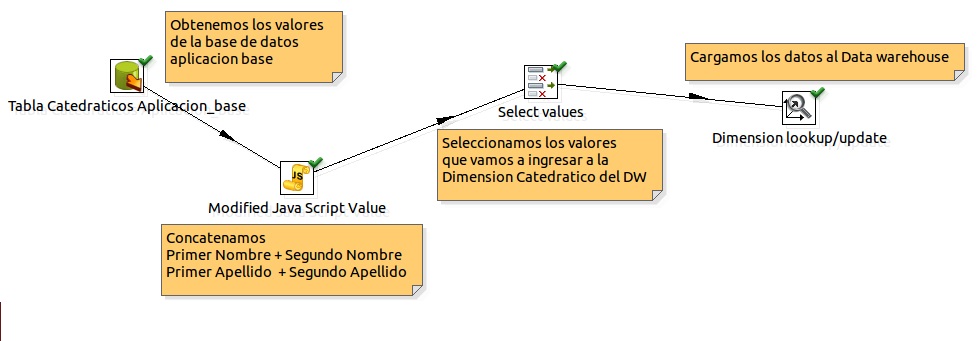 Obtenemos los valores
de la base de datos
aplicacion base
Tabla Catedraticos Aplicacion_base
JS
Modified Java Script Value
Concatenamos
Primer Nombre + Segundo Nombre
Primer Apellido + Segundo Apellido
Select values
Seleccionamos los valores
que vamos a ingresar a la
Dimension Catedratico del DW
Cargamos los datos al Data warehouse
Dimension lookup/update